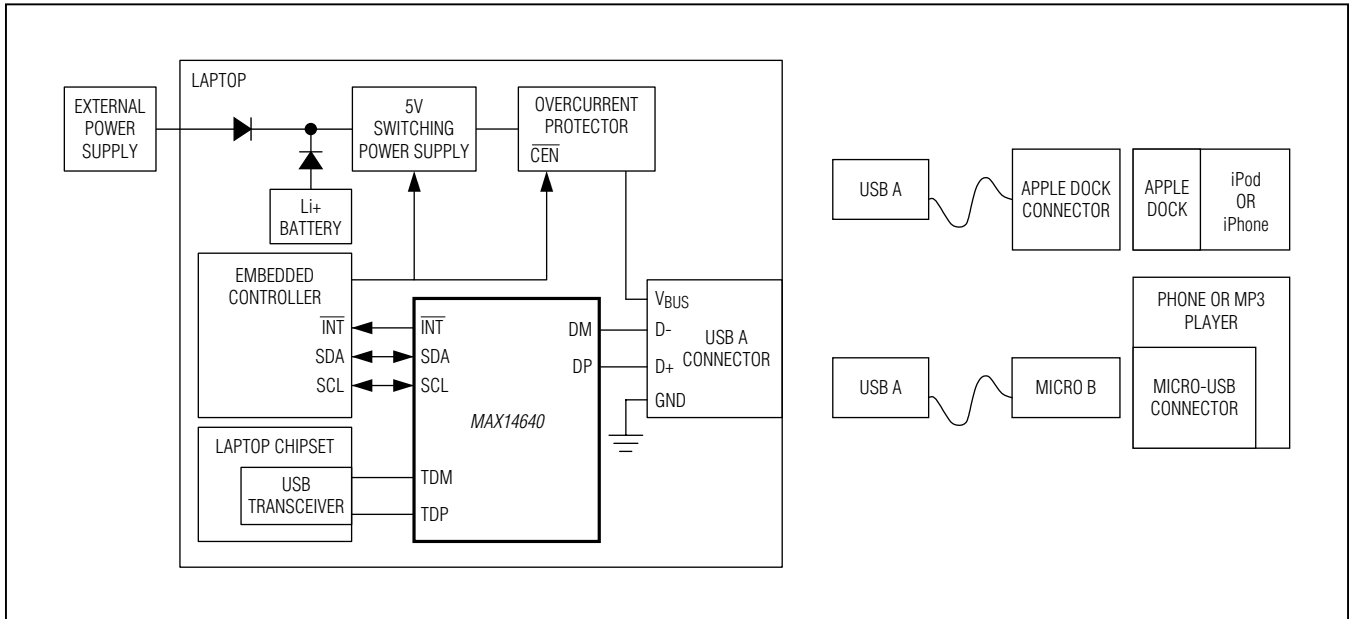 LAPTOP
EXTERNAL
POWER
SUPPLY
5V
SWITCHING
POWER SUPPLY
OVERCURRENT
PROTECTOR
CEN
Li+
BATTERY
EMBEDDED
CONTROLLER
INT
SDA
SCL
INT
SDA
SCL
DM
DP
MAX14640
TDM
TDP
VBUS
D-
D+
GND
USB A
CONNECTOR
LAPTOP CHIPSET
USB
TRANSCEIVER
USB A
APPLE DOCK
CONNECTOR
APPLE
DOCK
iPod
OR
iPhone
USB A
MICRO B
PHONE OR MP3
PLAYER
MICRO-USB
CONNECTOR